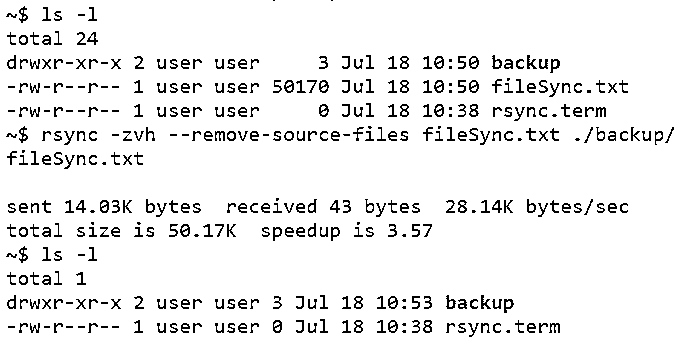 ~$ ls -l
total 24
drwxr-xr-x 2 user user     3 Jul 18 10:50 backup
-rw-r--r-- 1 user user 50170 Jul 18 10:50 fileSync.txt
-rw-r--r-- 1 user user     0 Jul 18 10:38 rsync.term
~$ rsync -zvh --remove-source-files fileSync.txt ./backup/
fileSync.txt

sent 14.03K bytes  received 43 bytes  28.14K bytes/sec
total size is 50.17K  speedup is 3.57
~$ ls -l
total 1
drwxr-xr-x 2 user user 3 Jul 18 10:53 backup
-rw-r--r-- 1 user user 0 Jul 18 10:38 rsync.term